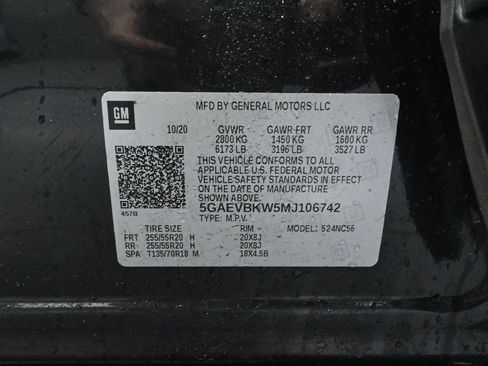 GM
MFD BY GENERAL MOTORS LLC
10/20 GVWR GAWR FRT GAWR RR
2800 KG 1450 KG 1600 KG
6173 LB 3196 LB 3527 LB
THIS VEHICLE CONFORMS TO ALL
APPLICABLE U.S. FEDERAL MOTOR
VEHICLE SAFETY STANDARDS IN EFFECT
ON THE DATE OF MANUFACTURE
SHOWN ABOVE.
457B
5GAEVBKW5MJ106742
TYPE: M.P.V.
TIRE SIZE RIM MODEL: 524NC56
FRT 255/55R20 H 20X8J
RR 255/55R20 H 20X8J
SPA T135/70R18 M 18X4.5B